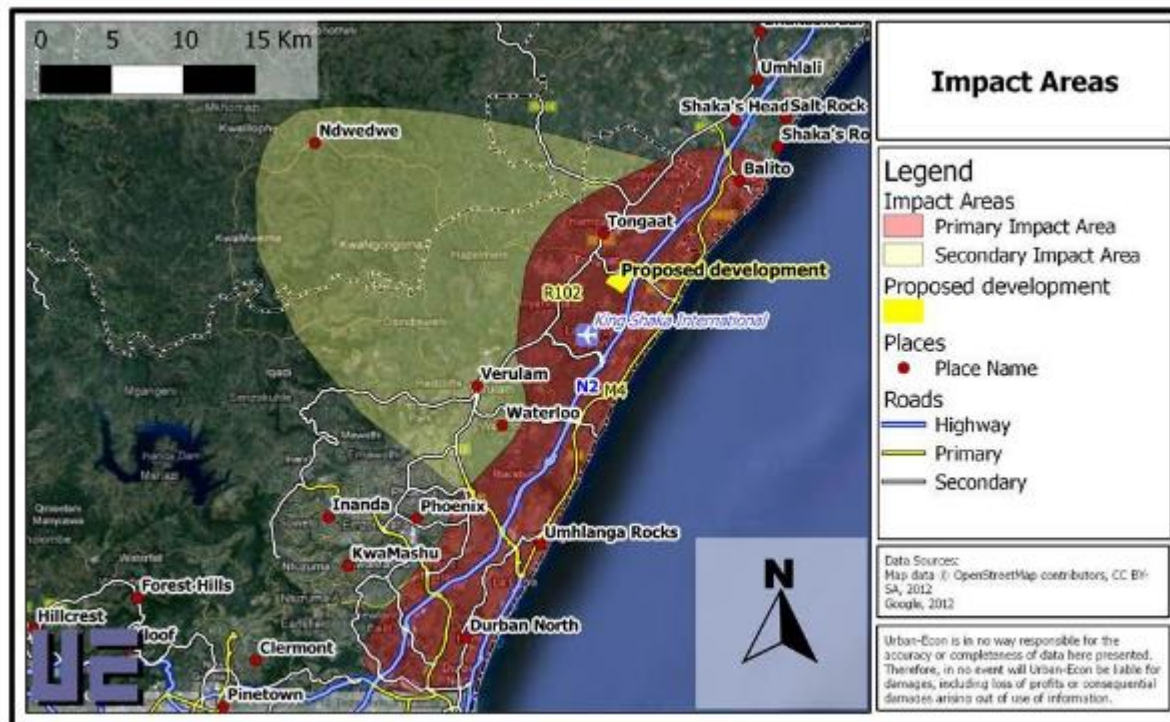 0 5 10 15 Km
Umhlali
Shaka's Head
Salt Rock
Shaka's Ro
Ndwedwe
Balito
Tongaat
Proposed development
R102
King Shaka International
Verulam
N2
M4
Waterloo
Inanda
Phoenix
Umhlanga Rocks
KwaMashu
Forest Hills
Hillcrest
loof
Durban North
Clermont
Pinetown
UE
N
Impact Areas
Legend
Impact Areas
Primary Impact Area
Secondary Impact Area
Proposed development
Places
Place Name
Roads
Highway
Primary
Secondary
Data Sources:
Map data © OpenStreetMap contributors, CC BY-
SA, 2012
Google, 2012
Urban-Econ is in no way responsible for the
accuracy or completeness of data here presented.
Therefore, in no event will Urban-Econ be liable for
damages, including loss of profits or consequential
damages arising out of use of information.